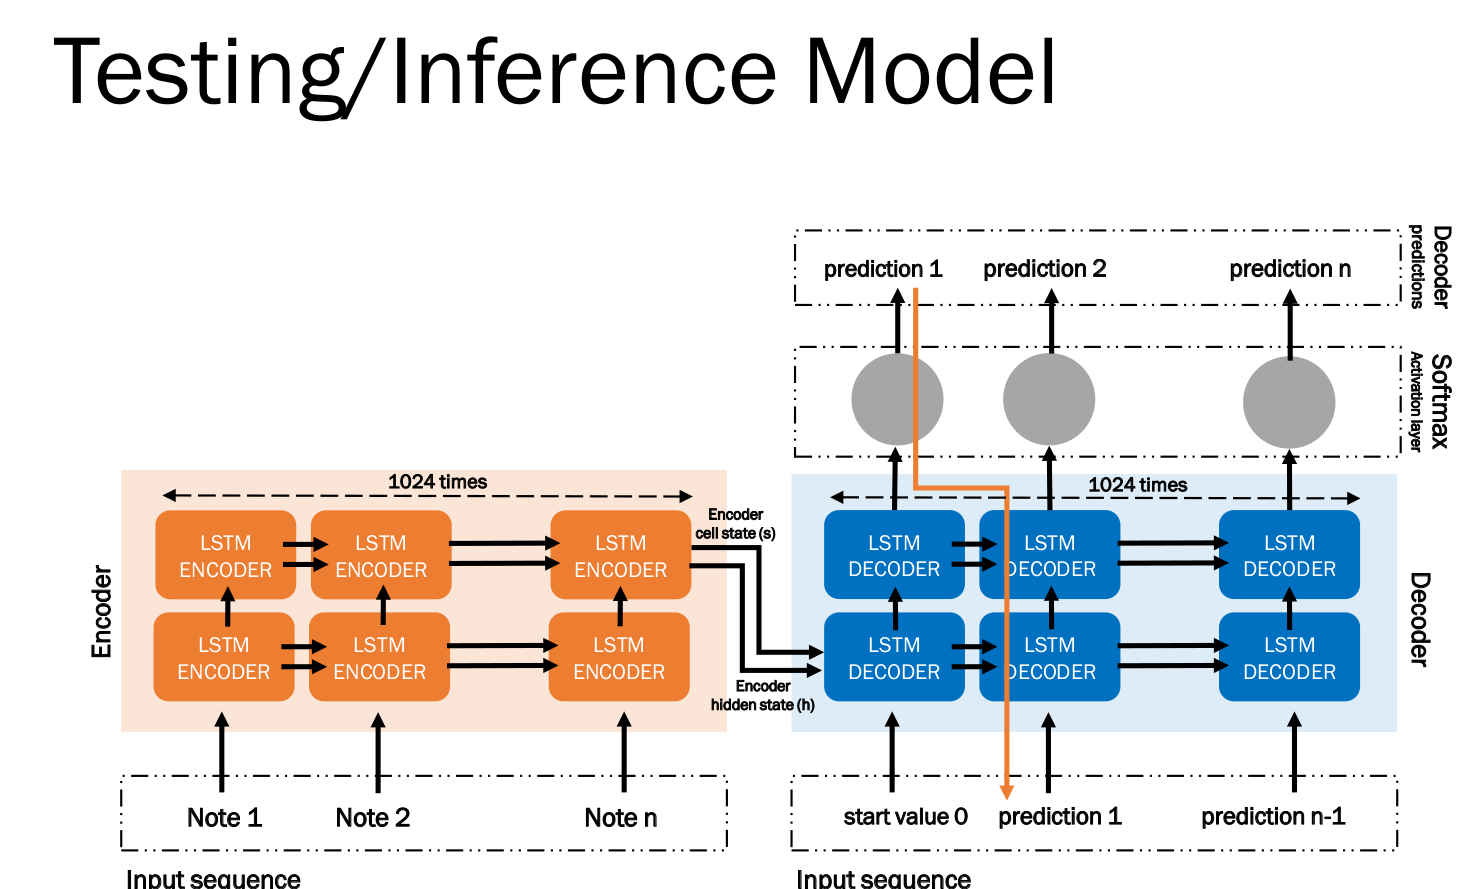 Testing/Inference Model
prediction 1
prediction 2
prediction n
Decoder
predictions
Softmax
Activation layer
1024 times
LSTM
ENCODER
LSTM
ENCODER
LSTM
ENCODER
LSTM
ENCODER
LSTM
ENCODER
LSTM
ENCODER
Encoder
Encoder
cell state (s)
Encoder
hidden state (h)
1024 times
LSTM
DECODER
LSTM
DECODER
LSTM
DECODER
LSTM
DECODER
LSTM
DECODER
LSTM
DECODER
Decoder
Note 1
Note 2
Note n
start value 0
prediction 1
prediction n-1
Input sequence
Input sequence